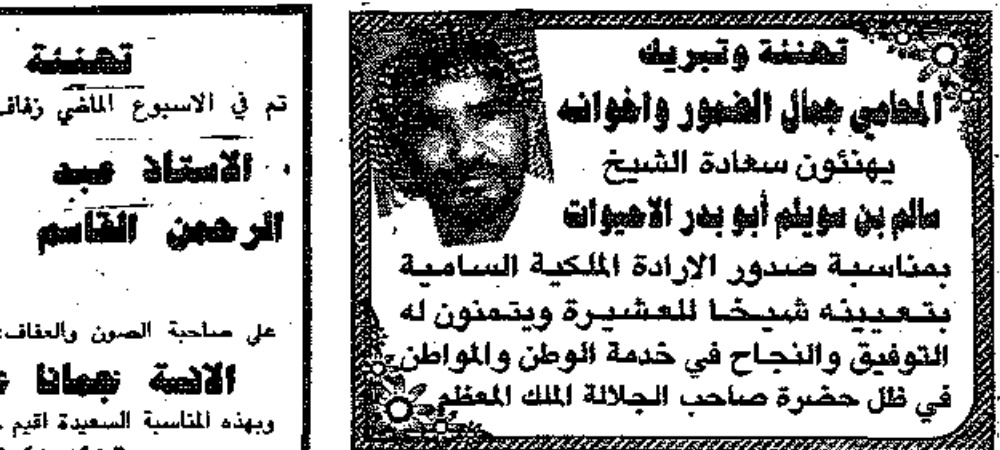 تهنئة وتبريك
المحامي جمال الضمور واخوانه
يهنئون سعادة الشيخ
سالم بن سويلم أبو بدر الاحيوات
بمناسبة صدور الارادة الملكية السامية
بتعيينه شيخا للعشيرة ويتمنون له
التوفيق والنجاح في خدمة الوطن والمواطن
في ظل حضرة صاحب الجلالة الملك المعظم
تهنئة
تم في الاسبوع الماضي زفاف
الاستاذ عبد
الرحمن القاسم
على صاحبة الصون والعفاف
الانسة جمانا
وبهذه المناسبة السعيدة اقيم